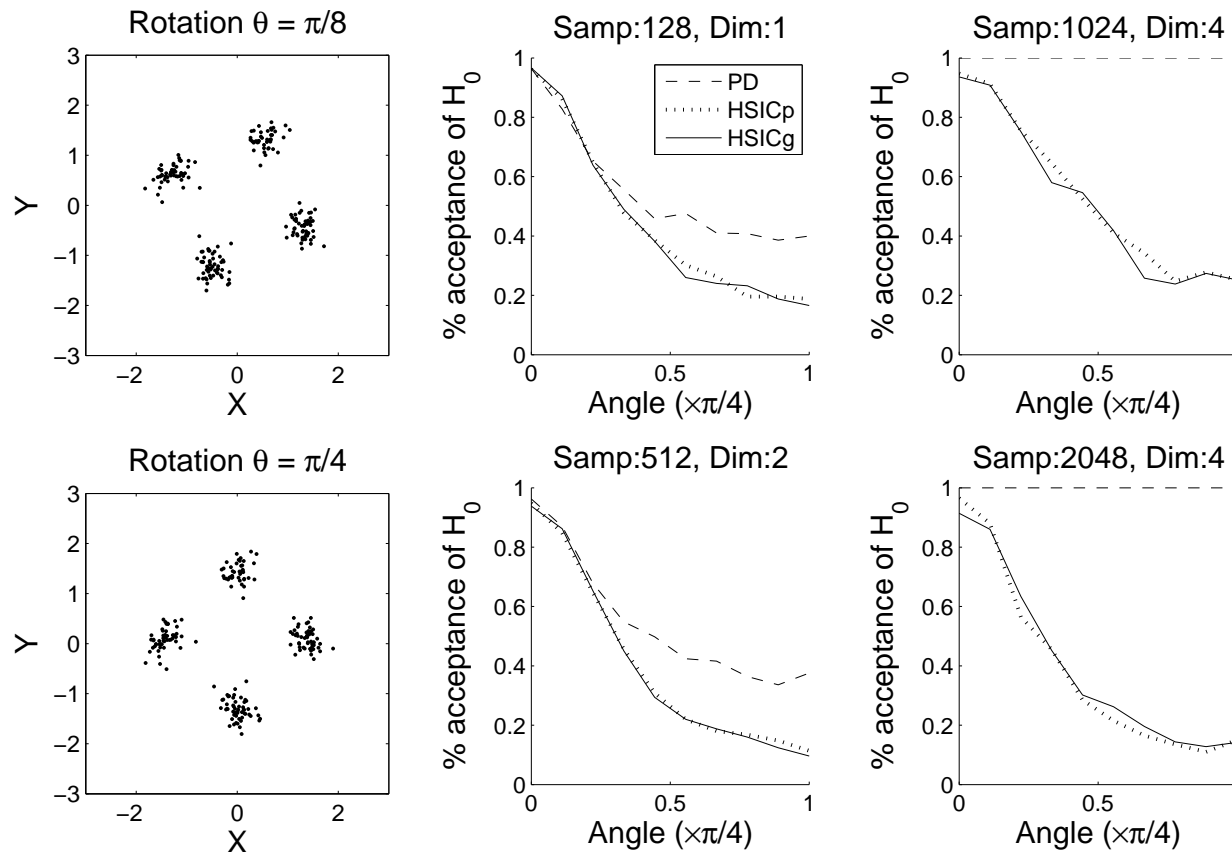 Rotation θ = π/8
3
2
1
0
−1
−2
−3
Y
−2 0 2
X
Samp:128, Dim:1
1
0.8
0.6
0.4
0.2
0
% acceptance of H0
PD
HSICp
HSICg
0 0.5 1
Angle (×π/4)
Samp:1024, Dim:4
1
0.8
0.6
0.4
0.2
0
% acceptance of H0
0 0.5
Angle (×π/4)
Rotation θ = π/4
3
2
1
0
−1
−2
−3
Y
−2 0 2
X
Samp:512, Dim:2
1
0.8
0.6
0.4
0.2
0
% acceptance of H0
0 0.5 1
Angle (×π/4)
Samp:2048, Dim:4
1
0.8
0.6
0.4
0.2
0
% acceptance of H0
0 0.5
Angle (×π/4)